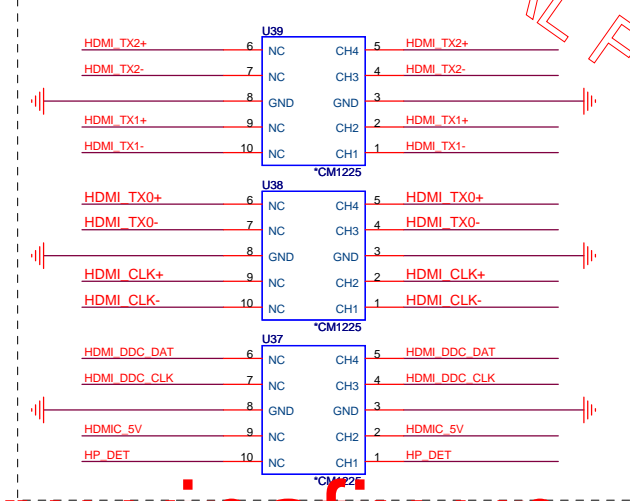 U39
HDMI_TX2+ 6 NC CH4 5 HDMI_TX2+
HDMI_TX2- 7 NC CH3 4 HDMI_TX2-
8 GND GND 3
HDMI_TX1+ 9 NC CH2 2 HDMI_TX1+
HDMI_TX1- 10 NC CH1 1 HDMI_TX1-
*CM1225
U38
HDMI_TX0+ 6 NC CH4 5 HDMI_TX0+
HDMI_TX0- 7 NC CH3 4 HDMI_TX0-
8 GND GND 3
HDMI_CLK+ 9 NC CH2 2 HDMI_CLK+
HDMI_CLK- 10 NC CH1 1 HDMI_CLK-
*CM1225
U37
HDMI_DDC_DAT 6 NC CH4 5 HDMI_DDC_DAT
HDMI_DDC_CLK 7 NC CH3 4 HDMI_DDC_CLK
8 GND GND 3
HDMIC_5V 9 NC CH2 2 HDMIC_5V
HP_DET 10 NC CH1 1 HP_DET
*CM1225